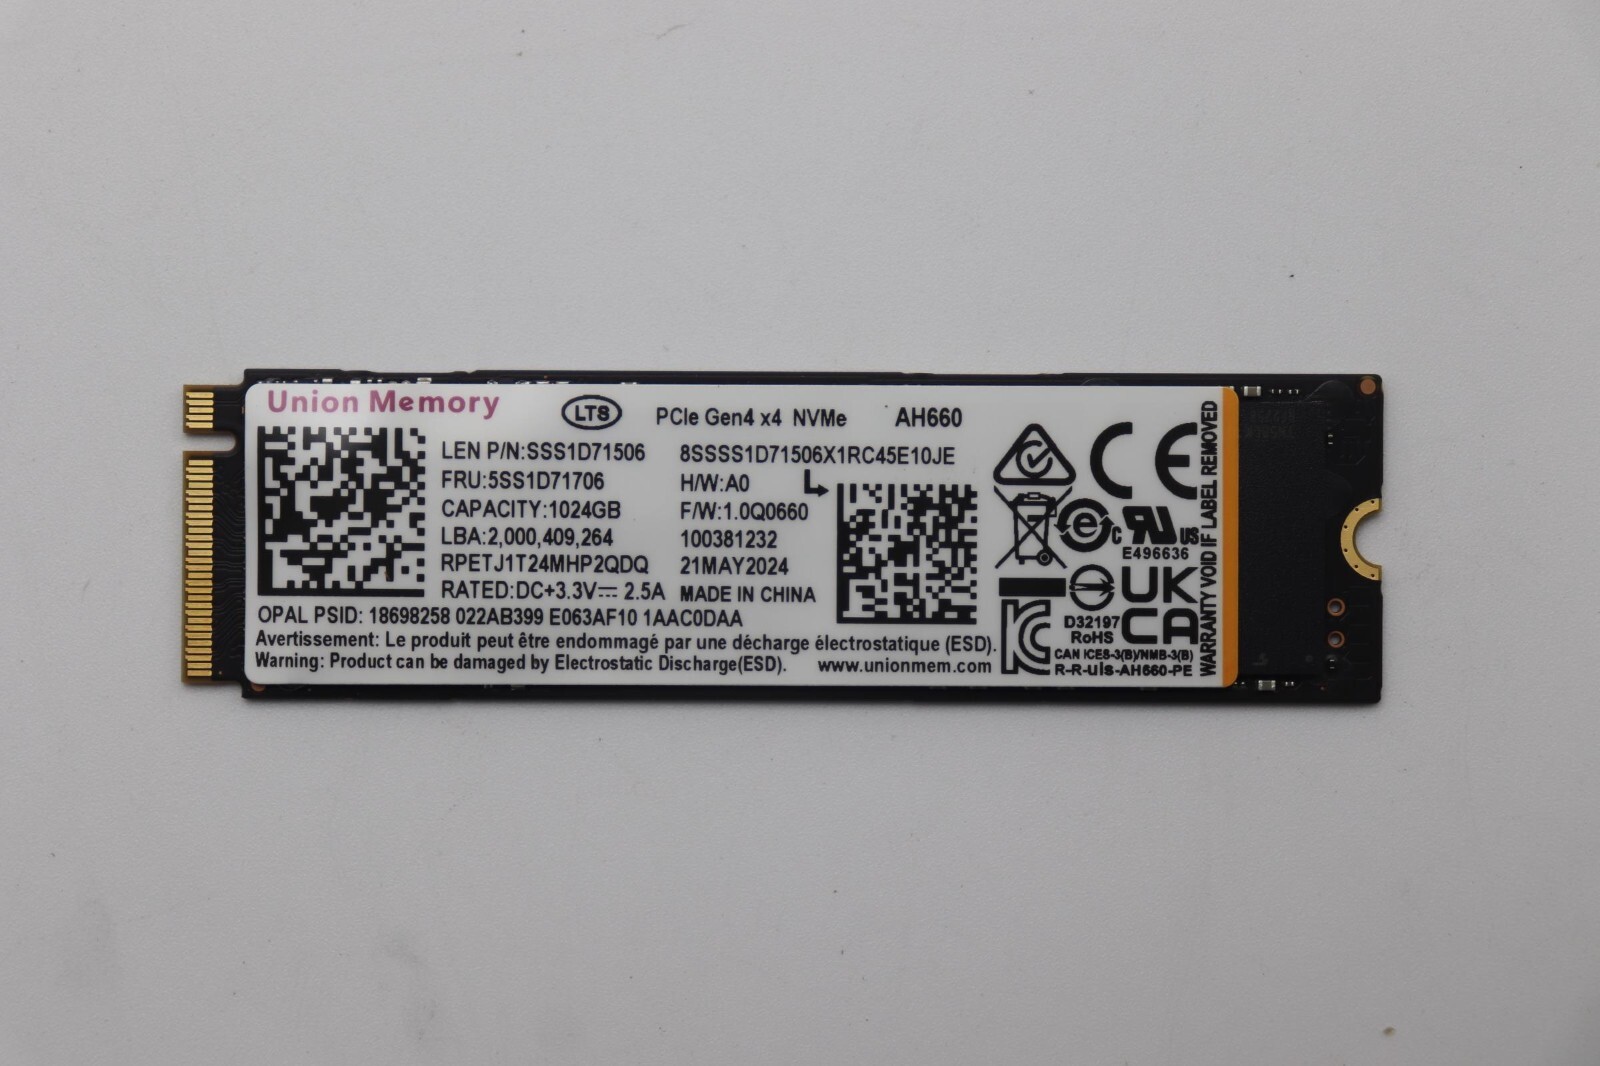 Union Memory
LTS
PCIe Gen4 x4 NVMe AH660
LEN P/N:SSS1D71506
8SSSS1D71506X1RC45E10JE
FRU:5SS1D71706
H/W:A0
CAPACITY:1024GB
F/W:1.0Q0660
LBA:2,000,409,264
100381232
RPETJ1T24MHP2QDQ
21MAY2024
RATED:DC+3.3V⎓ 2.5A
MADE IN CHINA
OPAL PSID: 18698258 022AB399 E063AF10 1AAC0DAA
Avertissement: Le produit peut être endommagé par une décharge électrostatique (ESD).
Warning: Product can be damaged by Electrostatic Discharge(ESD).
www.unionmem.com
CE
c RU US
E496636
UK
CA
D32197
RoHS
CAN ICES-3(B)/NMB-3(B)
R-R-UIS-AH660-PE
WARRANTY VOID IF LABEL REMOVED